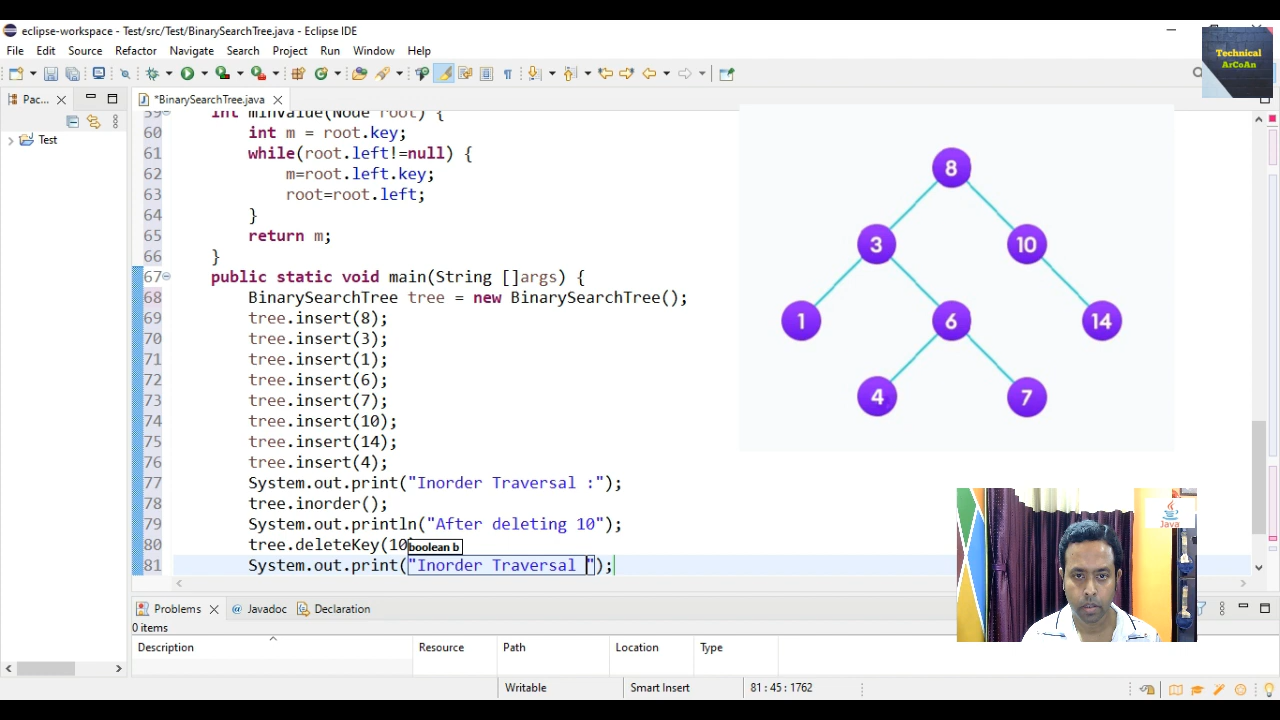 eclipse-workspace - Test/src/Test/BinarySearchTree.java - Eclipse IDE
File Edit Source Refactor Navigate Search Project Run Window Help
Technical
ArCoAn
Pac...
*BinarySearchTree.java
Test
59 int minValue(Node root) {
60 int m = root.key;
61 while(root.left!=null) {
62 m=root.left.key;
63 root=root.left;
64 }
65 return m;
66 }
67 public static void main(String []args) {
68 BinarySearchTree tree = new BinarySearchTree();
69 tree.insert(8);
70 tree.insert(3);
71 tree.insert(1);
72 tree.insert(6);
73 tree.insert(7);
74 tree.insert(10);
75 tree.insert(14);
76 tree.insert(4);
77 System.out.print("Inorder Traversal :");
78 tree.inorder();
79 System.out.println("After deleting 10");
80 tree.deleteKey(10
boolean b
81 System.out.print("Inorder Traversal ");
8
3 10
1 6 14
4 7
Java
Problems @ Javadoc Declaration
0 items
Description Resource Path Location Type
Writable Smart Insert 81 : 45 : 1762